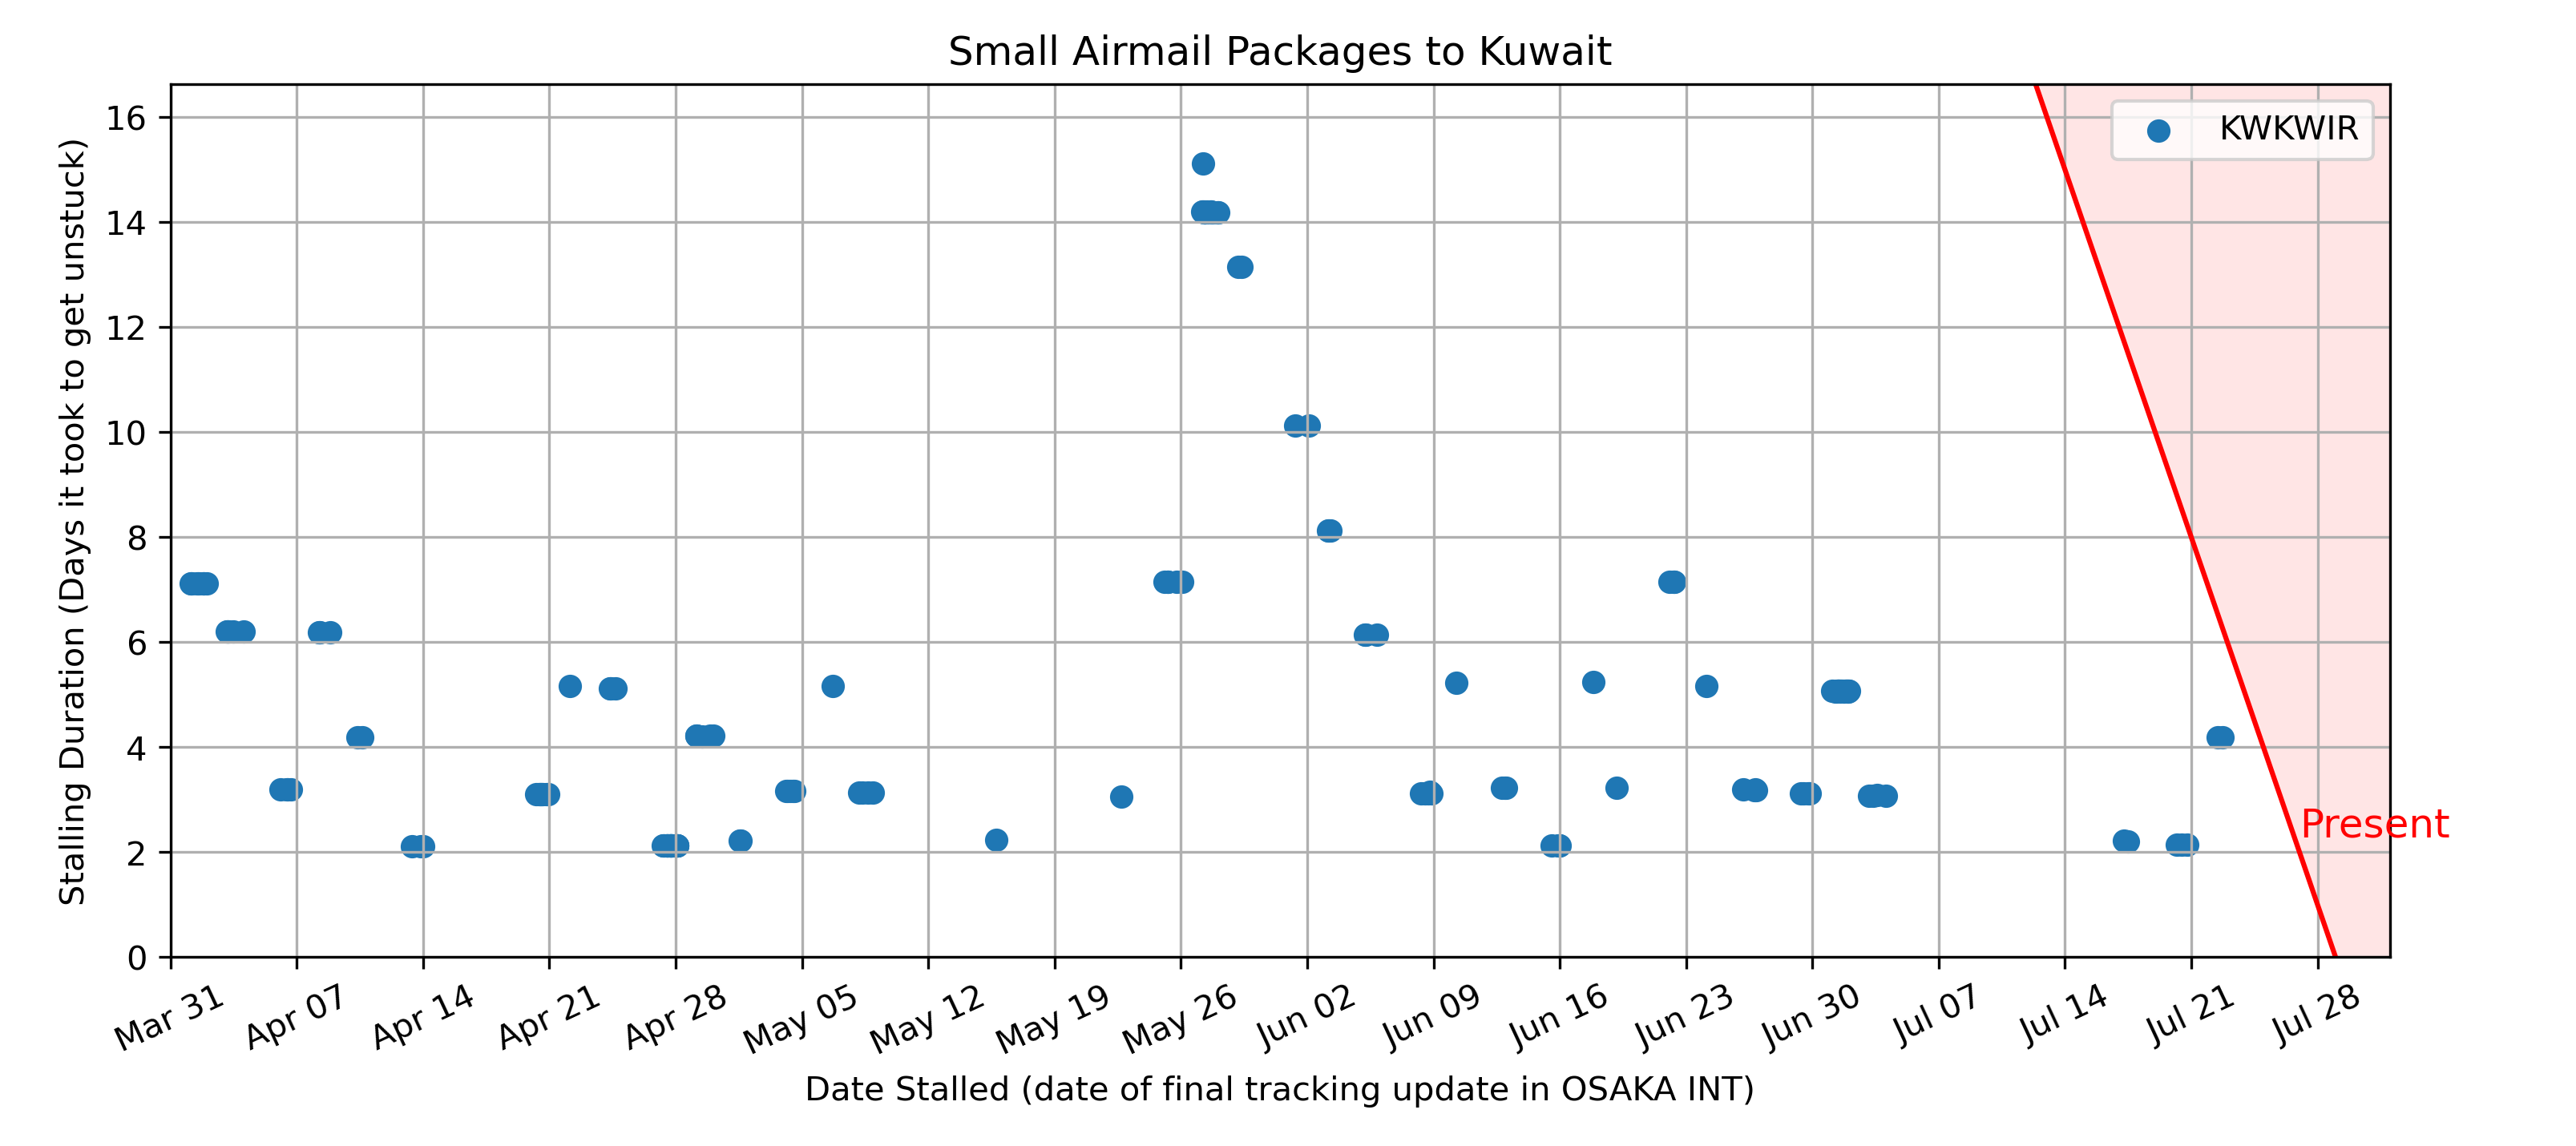 Small Airmail Packages to Kuwait
KWKWIR
Stalling Duration (Days it took to get unstuck)
16
14
12
10
8
6
4
2
0
Present
Mar 31
Apr 07
Apr 14
Apr 21
Apr 28
May 05
May 12
May 19
May 26
Jun 02
Jun 09
Jun 16
Jun 23
Jun 30
Jul 07
Jul 14
Jul 21
Jul 28
Date Stalled (date of final tracking update in OSAKA INT)